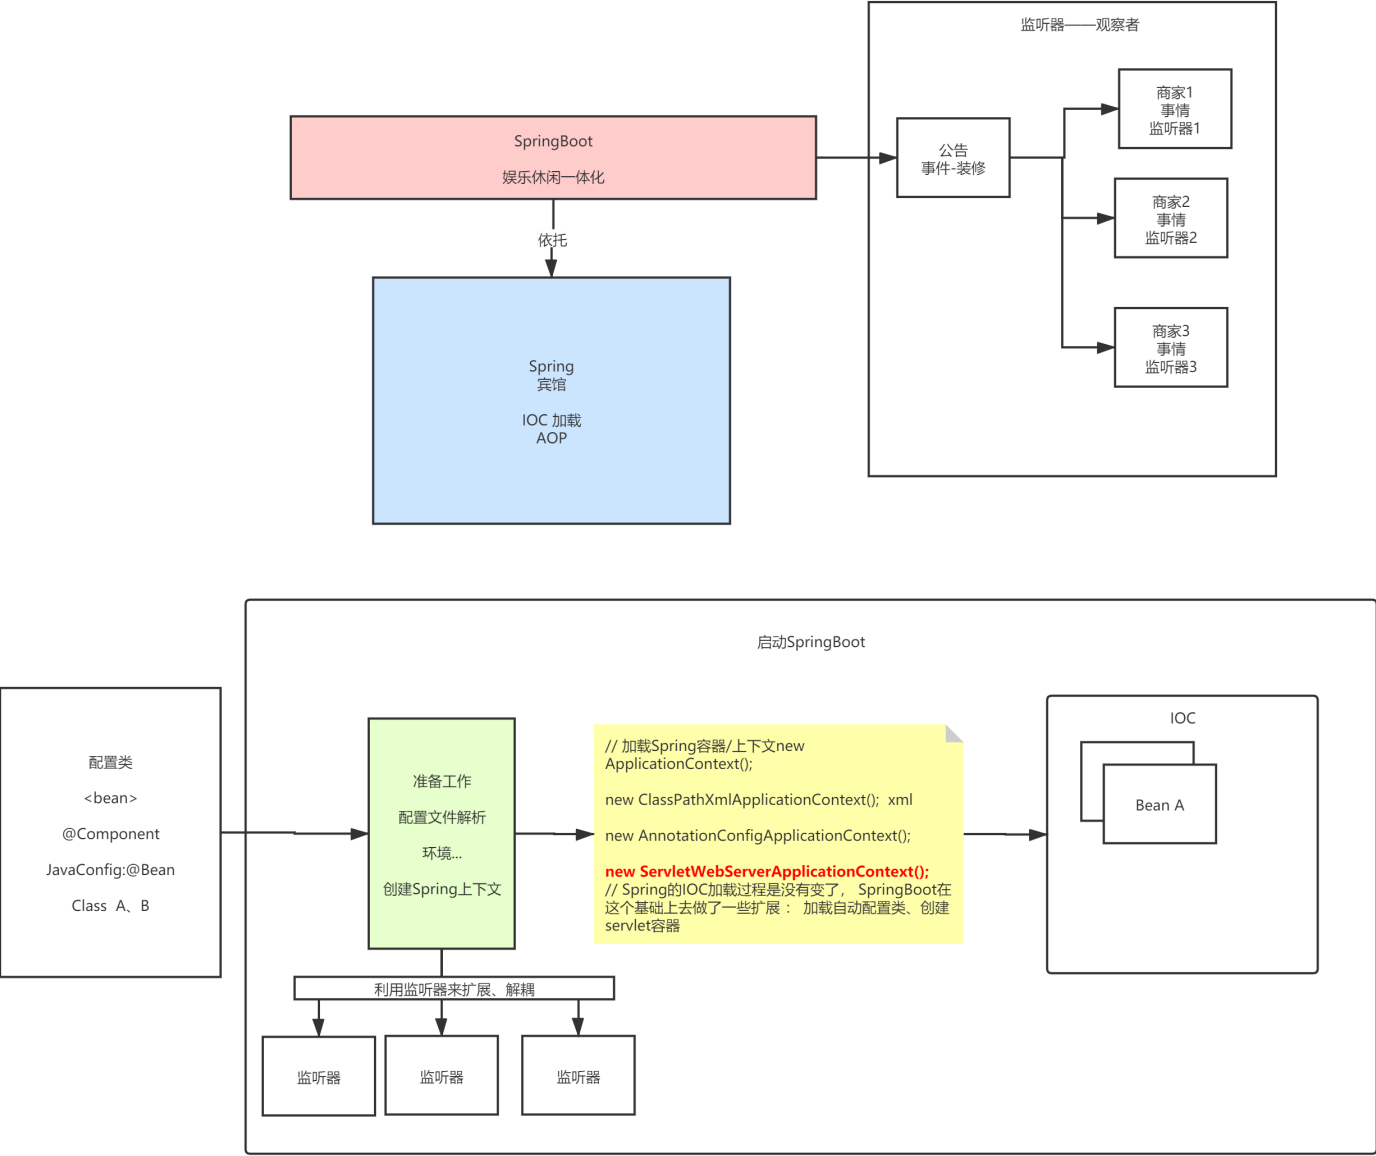 监听器——观察者
商家1
事情
监听器1
SpringBoot
娱乐休闲一体化
公告
事件-装修
商家2
事情
监听器2
依托
商家3
事情
监听器3
Spring
宾馆
IOC 加载
AOP
启动SpringBoot
配置类
<bean>
@Component
JavaConfig:@Bean
Class A、B
准备工作
配置文件解析
环境...
创建Spring上下文
// 加载Spring容器/上下文new
ApplicationContext();
new ClassPathXmlApplicationContext(); xml
new AnnotationConfigApplicationContext();
new ServletWebServerApplicationContext();
// Spring的IOC加载过程是没有变了， SpringBoot在
这个基础上去做了一些扩展： 加载自动配置类、创建
servlet容器
IOC
Bean A
利用监听器来扩展、解耦
监听器
监听器
监听器